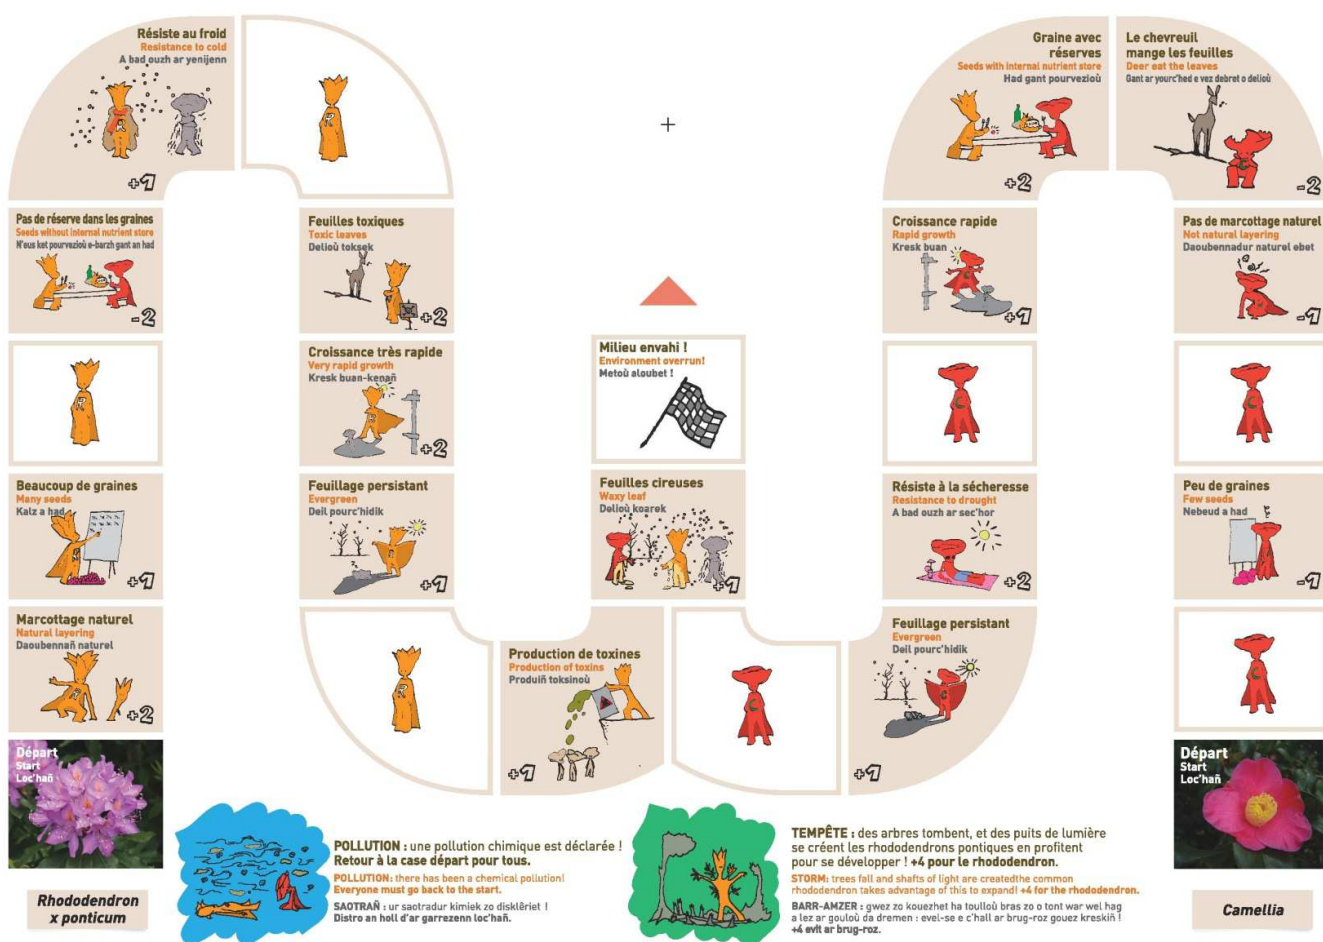 Résiste au froid
Resistance to cold
A bad ouzh ar yenijenn
+1
Graine avec
réserves
Seeds with internal nutrient store
Had gant pourvezioù
+2
Le chevreuil
mange les feuilles
Deer eat the leaves
Gant ar yourc'hed e vez debret o delioù
-2
Pas de réserve dans les graines
Seeds without internal nutrient store
N'eus ket pourvezioù e-barzh gant an had
-2
Feuilles toxiques
Toxic leaves
Delioù toksek
+2
Croissance rapide
Rapid growth
Kresk buan
+1
Pas de marcottage naturel
Not natural layering
Daoubennadur naturel ebet
-1
Croissance très rapide
Very rapid growth
Kresk buan-kenañ
+2
Milieu envahi !
Environment overrun!
Metoù aloubet !
Beaucoup de graines
Many seeds
Kalz a had
+1
Feuillage persistant
Evergreen
Deil pourc'hidik
+1
Feuilles cireuses
Waxy leaf
Delioù koarek
+1
Résiste à la sécheresse
Resistance to drought
A bad ouzh ar sec'hor
+2
Peu de graines
Few seeds
Nebeud a had
-1
Marcottage naturel
Natural layering
Daoubennañ naturel
+2
Production de toxines
Production of toxins
Produiñ toksinoù
+1
Feuillage persistant
Evergreen
Deil pourc'hidik
+1
Départ
Start
Loc'hañ
Départ
Start
Loc'hañ
POLLUTION : une pollution chimique est déclarée !
Retour à la case départ pour tous.
POLLUTION: there has been a chemical pollution!
Everyone must go back to the start.
SAOTRAÑ : ur saotradur kimiek zo disklêriet !
Distro an holl d'ar garrezenn loc'hañ.
TEMPÊTE : des arbres tombent, et des puits de lumière
se créent les rhododendrons pontiques en profitent
pour se développer ! +4 pour le rhododendron.
STORM: trees fall and shafts of light are createdthe common
rhododendron takes advantage of this to expand! +4 for the rhododendron.
BARR-AMZER : gwez zo kouezhet ha toulloù bras zo o tont war wel hag
a lez ar gouloù da dremen : evel-se e c'hall ar brug-roz gouez kreskiñ !
+4 evit ar brug-roz.
Rhododendron
x ponticum
Camellia